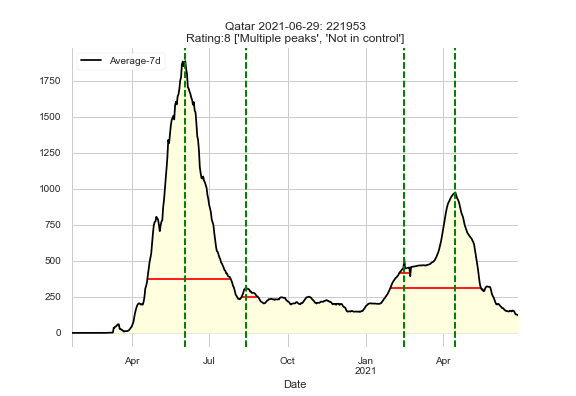 Qatar 2021-06-29: 221953
Rating:8 ['Multiple peaks', 'Not in control']
Average-7d
1750
1500
1250
1000
750
500
250
0
Apr
Jul
Oct
Jan
2021
Apr
Date